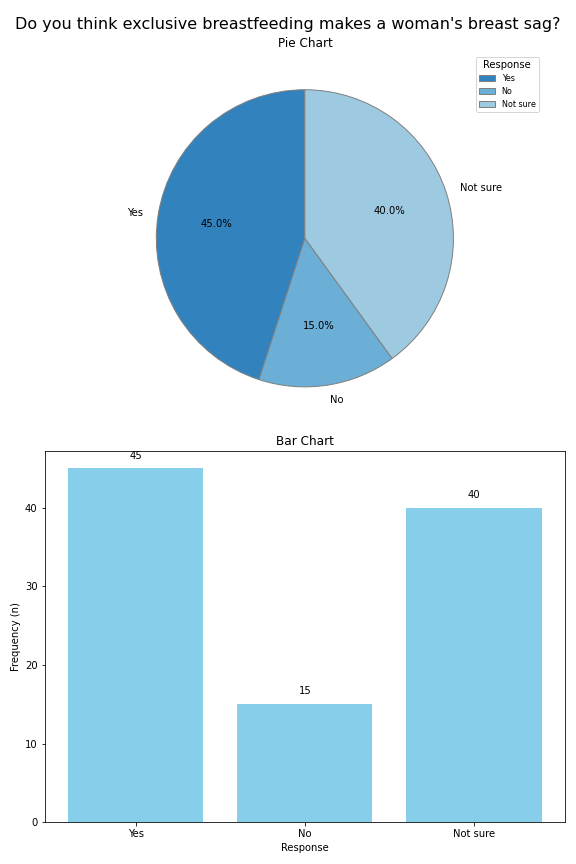 Do you think exclusive breastfeeding makes a woman's breast sag?
Pie Chart
Response
Yes
No
Not sure
Not sure
Yes
45.0%
40.0%
15.0%
No
Bar Chart
45
40
15
40
30
20
10
0
Frequency (n)
Yes
No
Not sure
Response